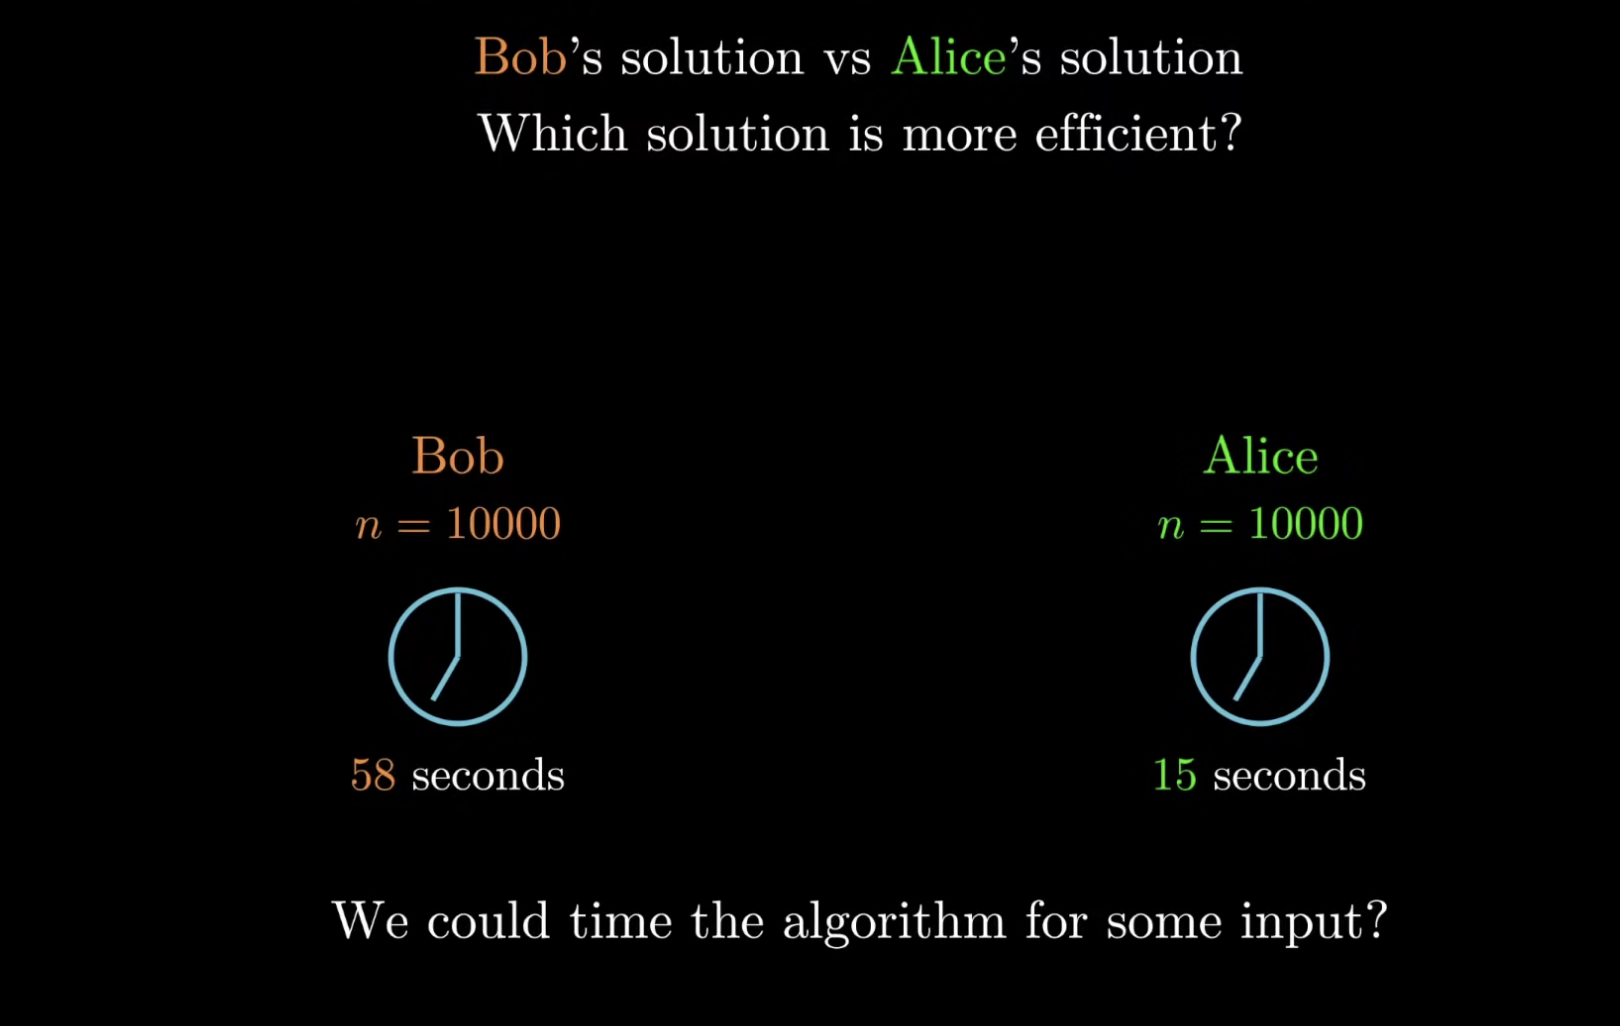 Bob’s solution vs Alice’s solution
Which solution is more efficient?
Bob
n = 10000
58 seconds
Alice
n = 10000
15 seconds
We could time the algorithm for some input?